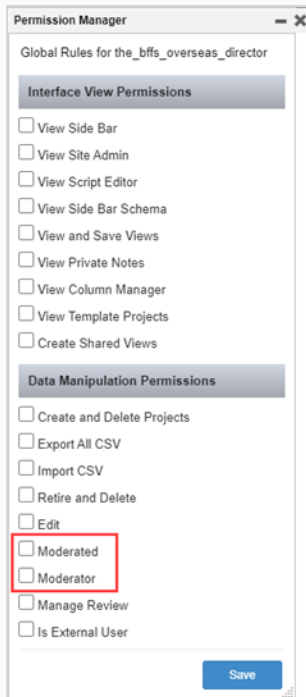 Permission Manager
Global Rules for the_bffs_overseas_director
Interface View Permissions
View Side Bar
View Site Admin
View Script Editor
View Side Bar Schema
View and Save Views
View Private Notes
View Column Manager
View Template Projects
Create Shared Views
Data Manipulation Permissions
Create and Delete Projects
Export All CSV
Import CSV
Retire and Delete
Edit
Moderated
Moderator
Manage Review
Is External User
Save